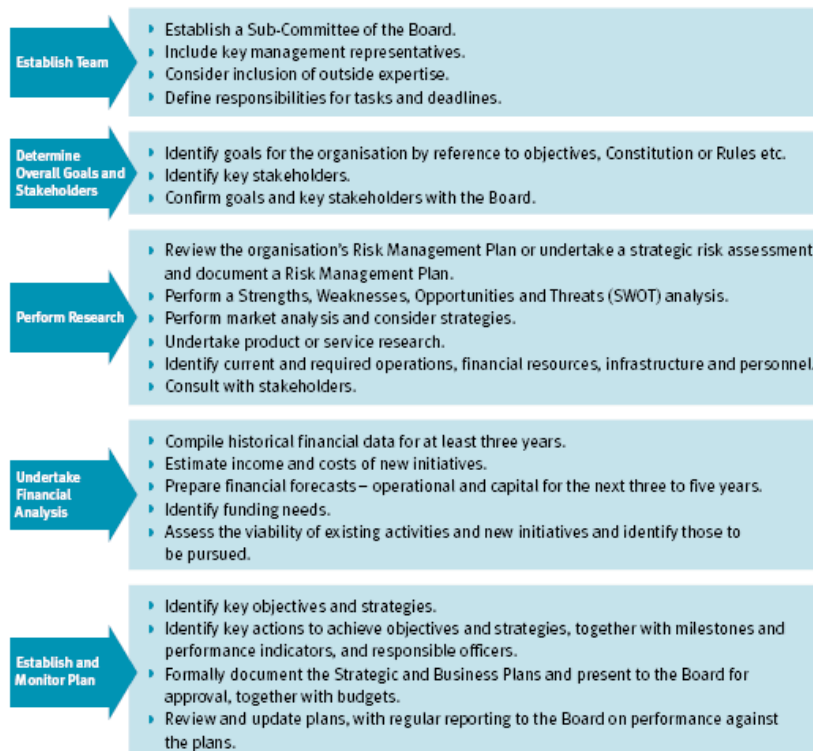 Establish Team
Establish a Sub-Committee of the Board.
Include key management representatives.
Consider inclusion of outside expertise.
Define responsibilities for tasks and deadlines.
Determine
Overall Goals and
Stakeholders
Identify goals for the organisation by reference to objectives, Constitution or Rules etc.
Identify key stakeholders.
Confirm goals and key stakeholders with the Board.
Perform Research
Review the organisation's Risk Management Plan or undertake a strategic risk assessment
and document a Risk Management Plan.
Perform a Strengths, Weaknesses, Opportunities and Threats (SWOT) analysis.
Perform market analysis and consider strategies.
Undertake product or service research.
Identify current and required operations, financial resources, infrastructure and personnel.
Consult with stakeholders.
Undertake
Financial
Analysis
Compile historical financial data for at least three years.
Estimate income and costs of new initiatives.
Prepare financial forecasts – operational and capital for the next three to five years.
Identify funding needs.
Assess the viability of existing activities and new initiatives and identify those to
be pursued.
Establish and
Monitor Plan
Identify key objectives and strategies.
Identify key actions to achieve objectives and strategies, together with milestones and
performance indicators, and responsible officers.
Formally document the Strategic and Business Plans and present to the Board for
approval, together with budgets.
Review and update plans, with regular reporting to the Board on performance against
the plans.